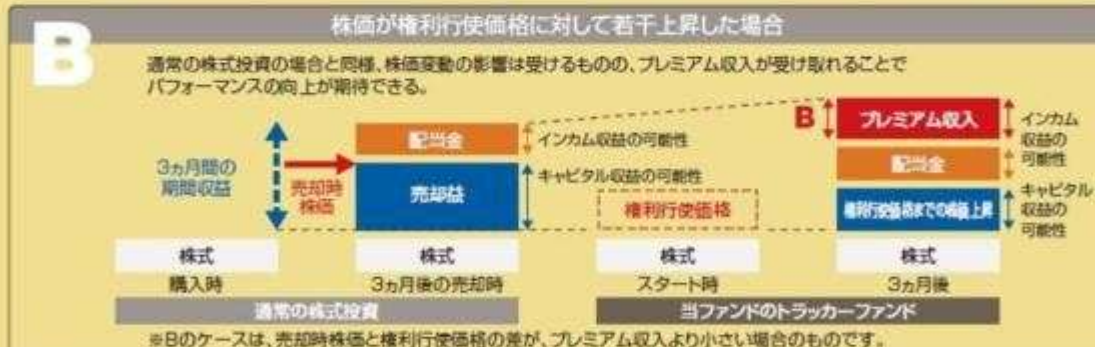 B
株価が権利行使価格に対して若干上昇した場合
通常の株式投資の場合と同様、株価変動の影響は受けるものの、プレミアム収入が受け取れることで
パフォーマンスの向上が期待できる。
3ヵ月間の
期間収益
売却時
株価
配当金
売却益
インカム収益の可能性
キャピタル収益の可能性
権利行使価格
B
プレミアム収入
配当金
権利行使価格までの株価上昇
インカム
収益の
可能性
キャピタル
収益の
可能性
株式
株式
株式
株式
購入時
3ヵ月後の売却時
スタート時
3ヵ月後
通常の株式投資
当ファンドのトラッカーファンド
※Bのケースは、売却時株価と権利行使価格の差が、プレミアム収入より小さい場合のものです。